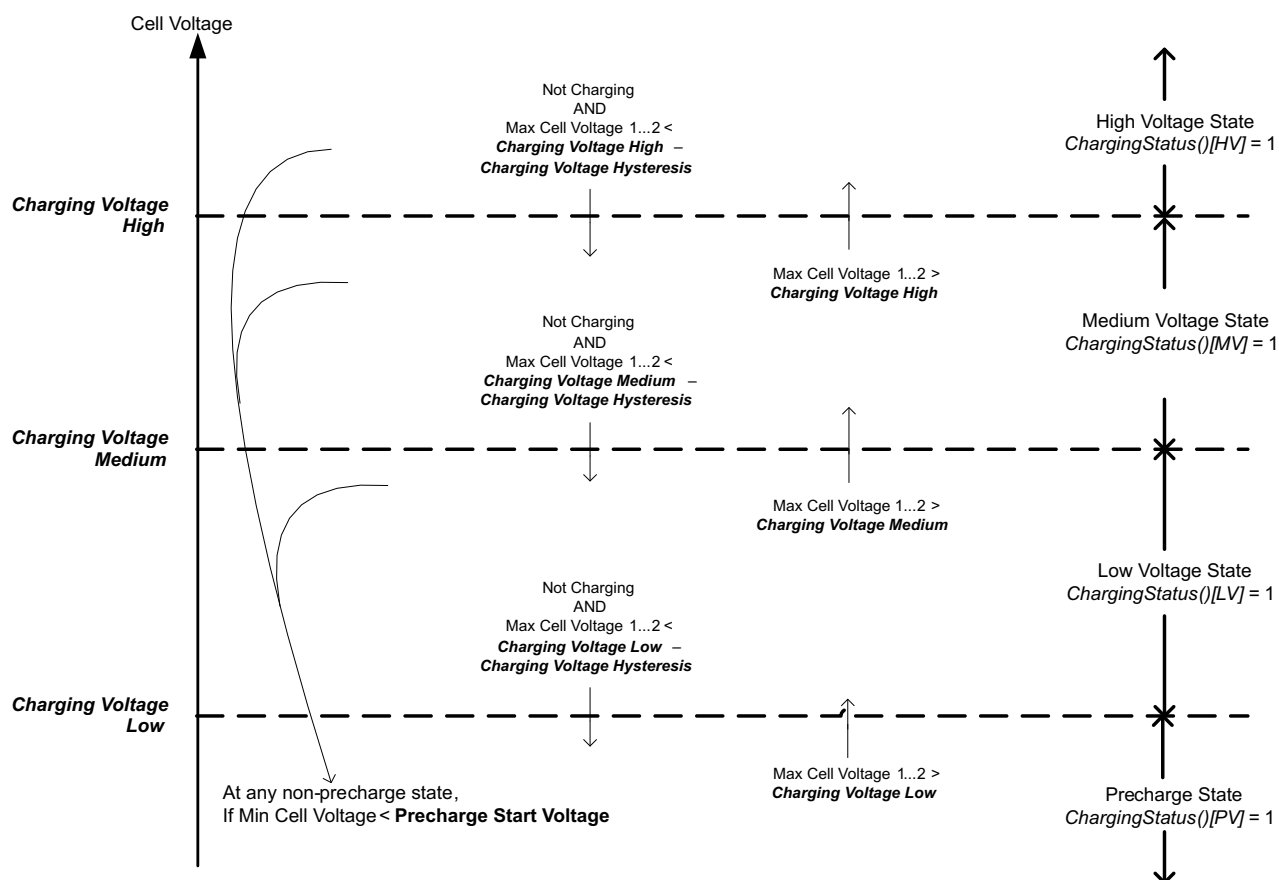 Cell Voltage
Not Charging
AND
Max Cell Voltage 1...2 <
Charging Voltage High –
Charging Voltage Hysteresis
High Voltage State
ChargingStatus()[HV] = 1
Charging Voltage
High
Max Cell Voltage 1...2 >
Charging Voltage High
Not Charging
AND
Max Cell Voltage 1...2 <
Charging Voltage Medium –
Charging Voltage Hysteresis
Medium Voltage State
ChargingStatus()[MV] = 1
Charging Voltage
Medium
Max Cell Voltage 1...2 >
Charging Voltage Medium
Not Charging
AND
Max Cell Voltage 1...2 <
Charging Voltage Low –
Charging Voltage Hysteresis
Low Voltage State
ChargingStatus()[LV] = 1
Charging Voltage
Low
Max Cell Voltage 1...2 >
Charging Voltage Low
At any non-precharge state,
If Min Cell Voltage < Precharge Start Voltage
Precharge State
ChargingStatus()[PV] = 1